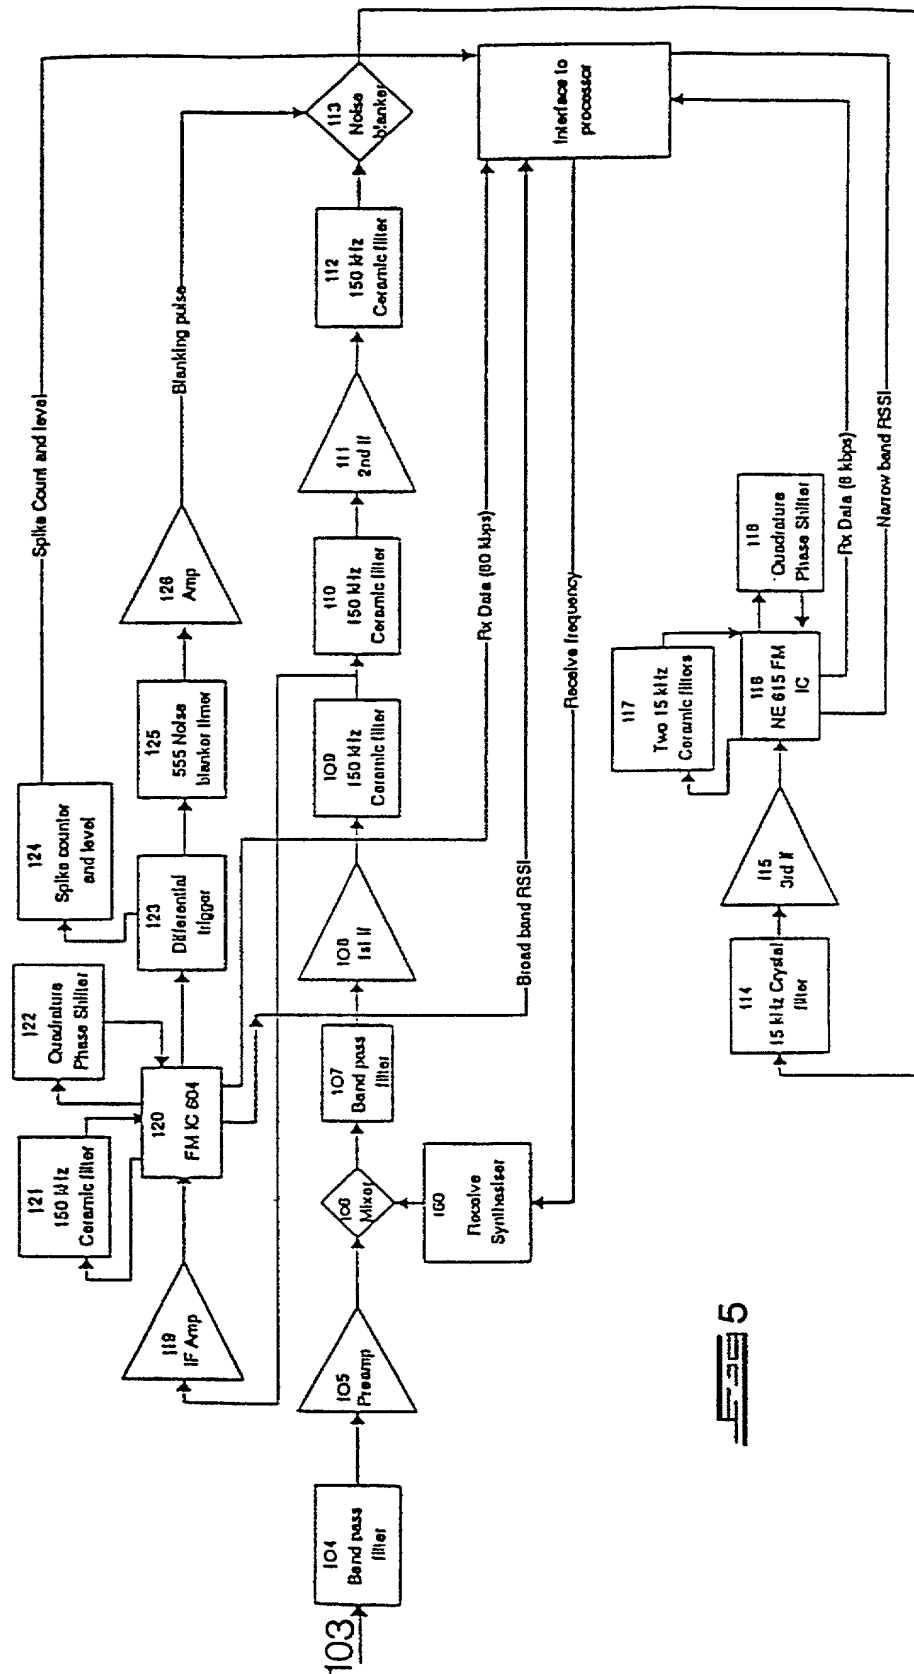 103
104
Band pass
filter
105
Preamp
106
Mixer
160
Receive
Synthesiser
107
Band pass
filter
108
1st If
109
150 kHz
Ceramic filter
110
150 kHz
Ceramic filter
111
2nd If
112
150 kHz
Ceramic filter
113
Noise
blanker
119
IF Amp
121
150 kHz
Ceramic filter
120
FM IC 604
122
Quadrature
Phase Shifter
123
Differential
trigger
124
Spike counter
and level
125
555 Noise
blanker timer
126
Amp
Blanking pulse
Spike Count and level
Interface to
processor
Rx Data (60 kbps)
Broad band RSSI
Receive frequency
114
15 kHz Crystal
filter
115
3rd If
116
NE 615 FM
IC
117
Two 15 kHz
Ceramic filters
118
Quadrature
Phase Shifter
Rx Data (6 kbps)
Narrow band RSSI
5